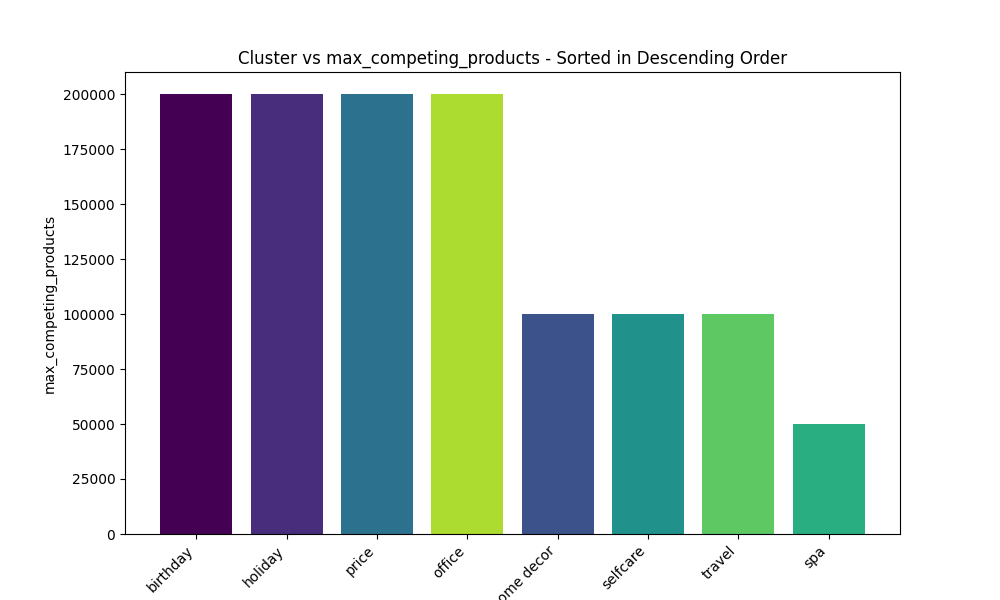 Cluster vs max_competing_products - Sorted in Descending Order
max_competing_products
200000
175000
150000
125000
100000
75000
50000
25000
0
birthday
holiday
price
office
ome decor
selfcare
travel
spa